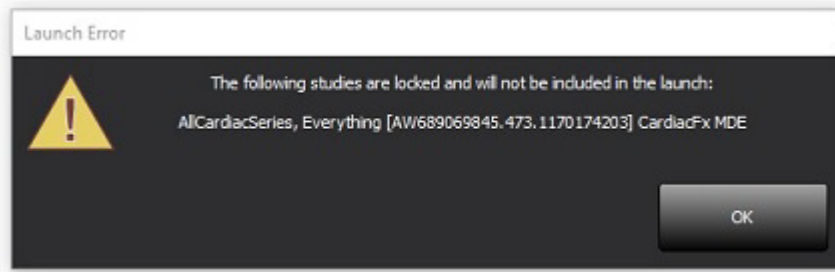 Launch Error
The following studies are locked and will not be included in the launch:
AllCardiacSeries, Everything [AW689069845.473.1170174203] CardiacFx MDE
OK